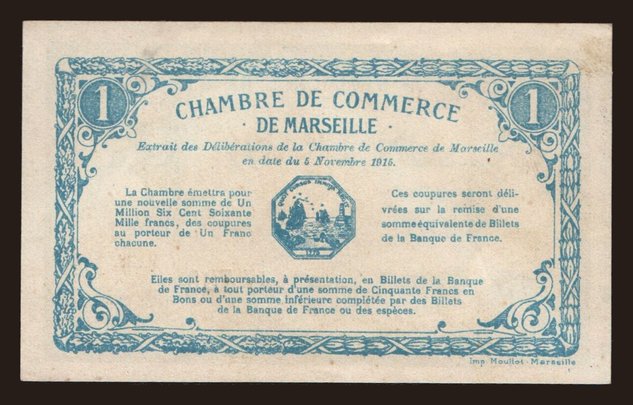 1 1
CHAMBRE DE COMMERCE
· DE MARSEILLE ·
Extrait des Délibérations de la Chambre de Commerce de Marseille
en date du 5 Novembre 1915.
La Chambre émettra pour
une nouvelle somme de Un
Million Six Cent Soixante
Mille francs, des coupures
au porteur de Un Franc
chacune.
Ces coupures seront déli-
vrées sur la remise d'une
somme équivalente de Billets
de la Banque de France.
Elles sont remboursables, à présentation, en Billets de la Banque
de France, à tout porteur d'une somme de Cinquante Francs en
Bons ou d'une somme inférieure complétée par des Billets
de la Banque de France ou des espèces.
Imp. Moullot - Marseille